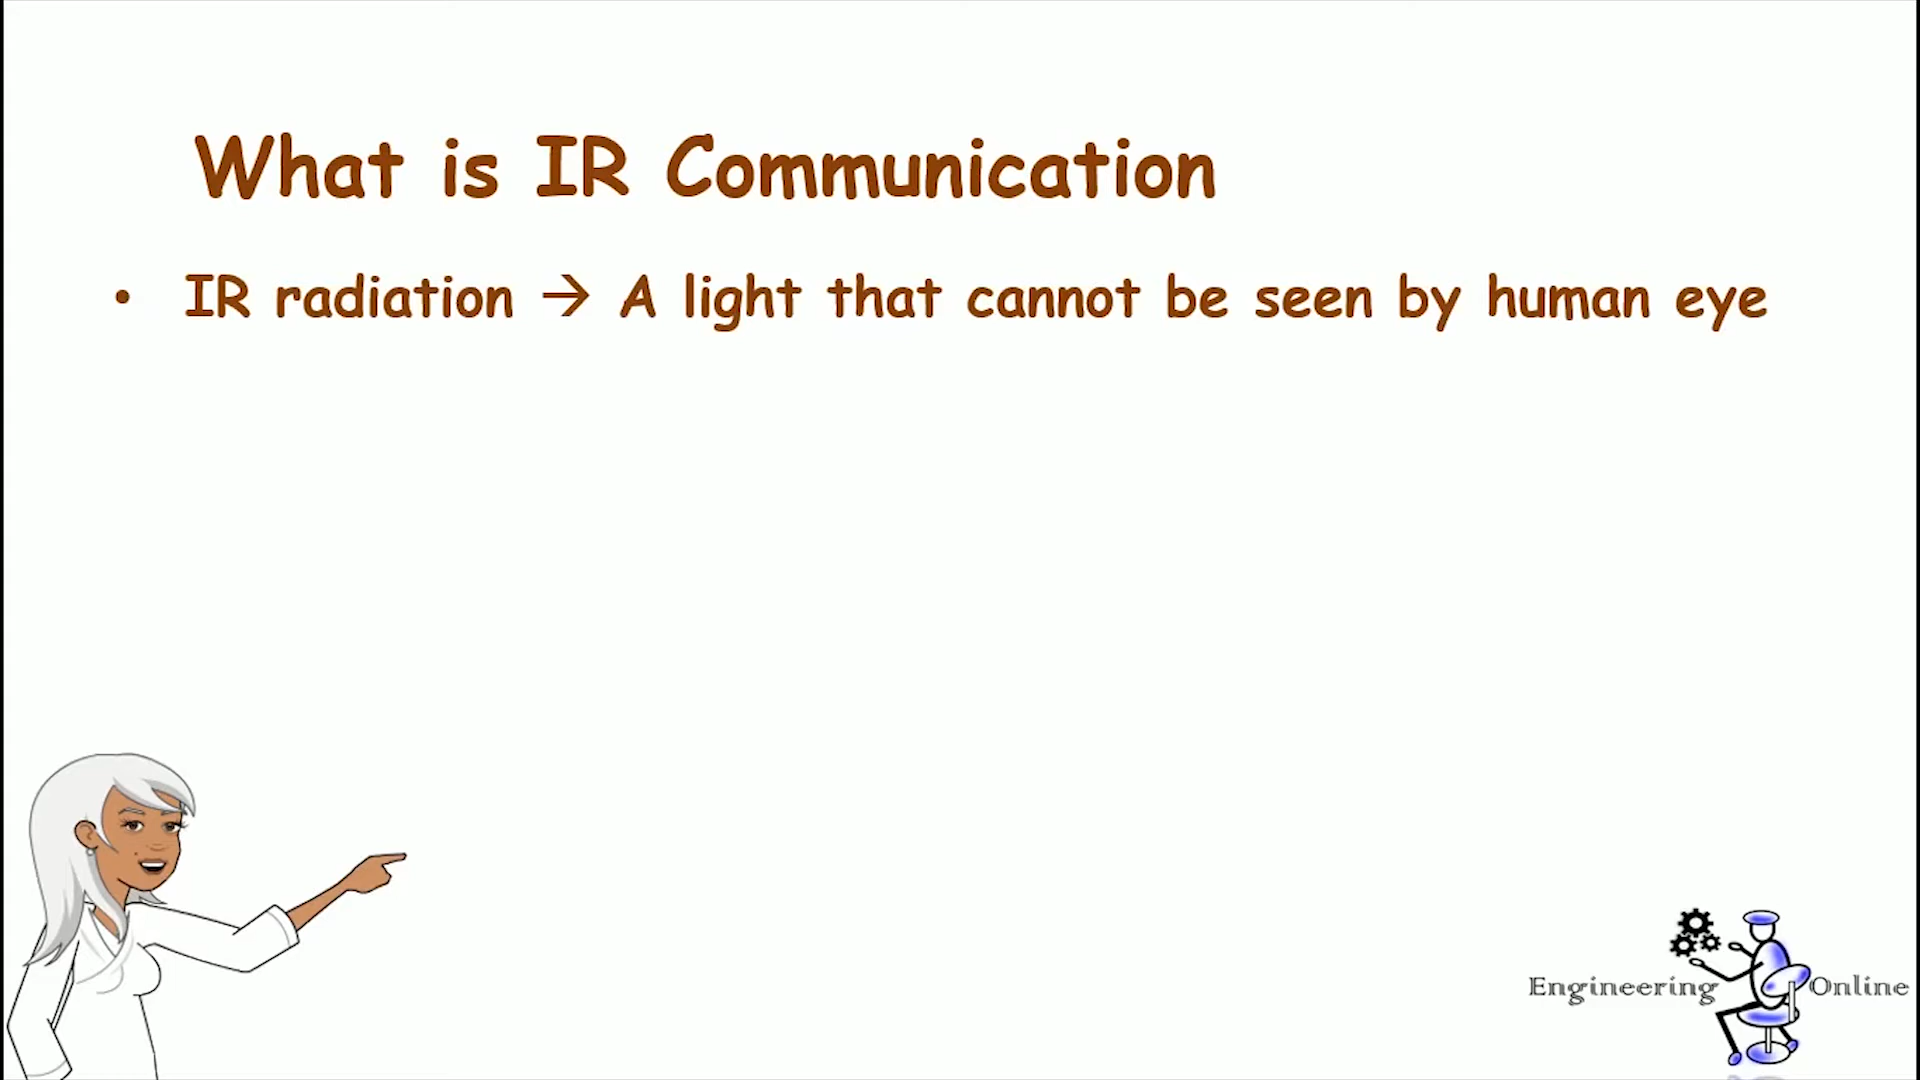 What is IR Communication
• IR radiation → A light that cannot be seen by human eye
Engineering Online